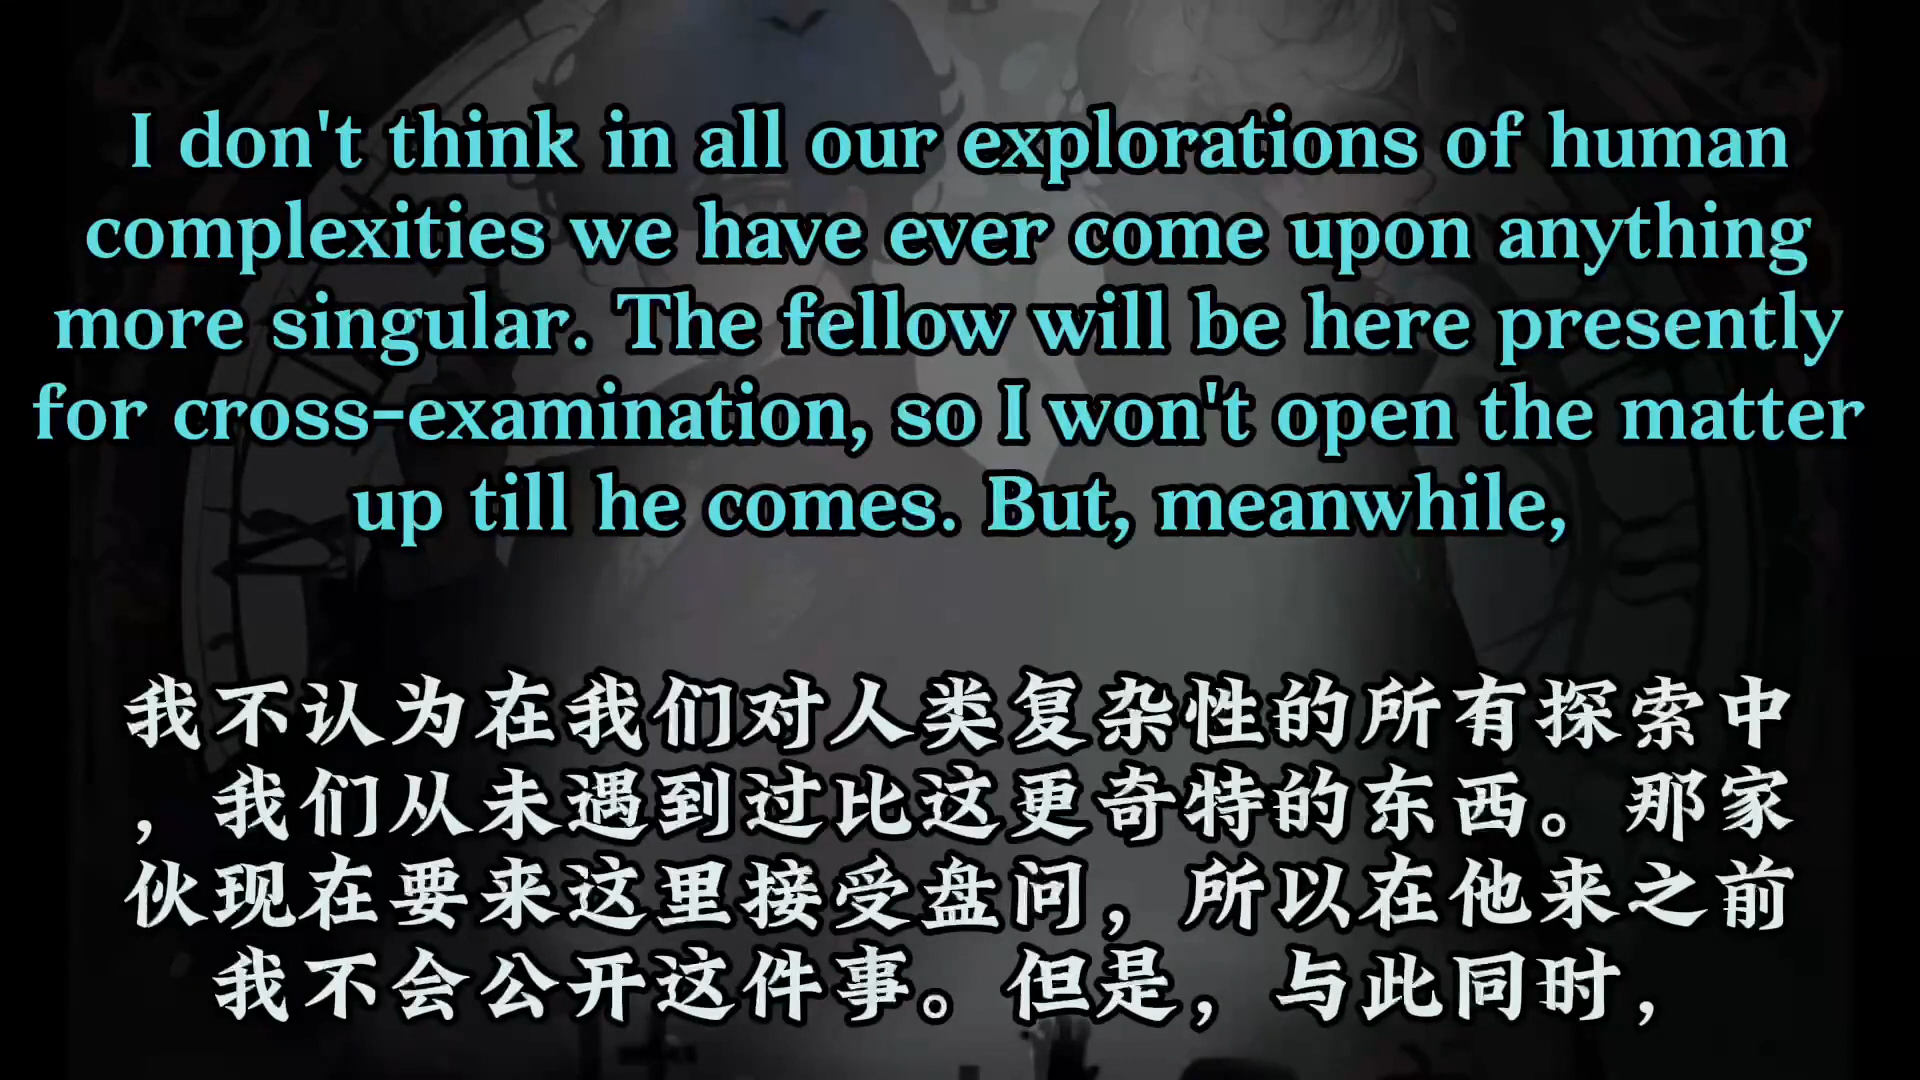 I don't think in all our explorations of human
complexities we have ever come upon anything
more singular. The fellow will be here presently
for cross-examination, so I won't open the matter
up till he comes. But, meanwhile,
我不认为在我们对人类复杂性的所有探索中
，我们从未遇到过比这更奇特的东西。那家
伙现在要来这里接受盘问，所以在他来之前
我不会公开这件事。但是，与此同时，